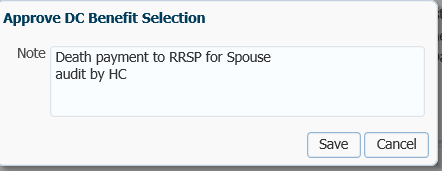 Approve DC Benefit Selection
Note
Death payment to RRSP for Spouse
audit by HC
Save
Cancel